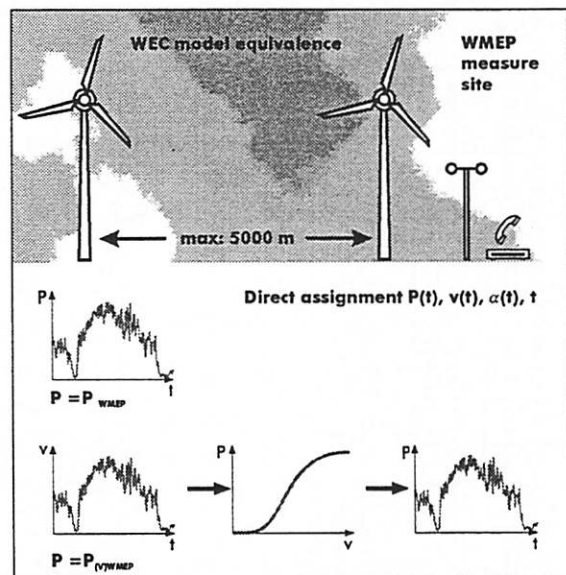 WEC model equivalence
WMEP
measure
site
max: 5000 m
Direct assignment P(t), v(t), α(t), t
P
t
P = P WMEP
v
t
P
v
P
t
P = P(V)WMEP